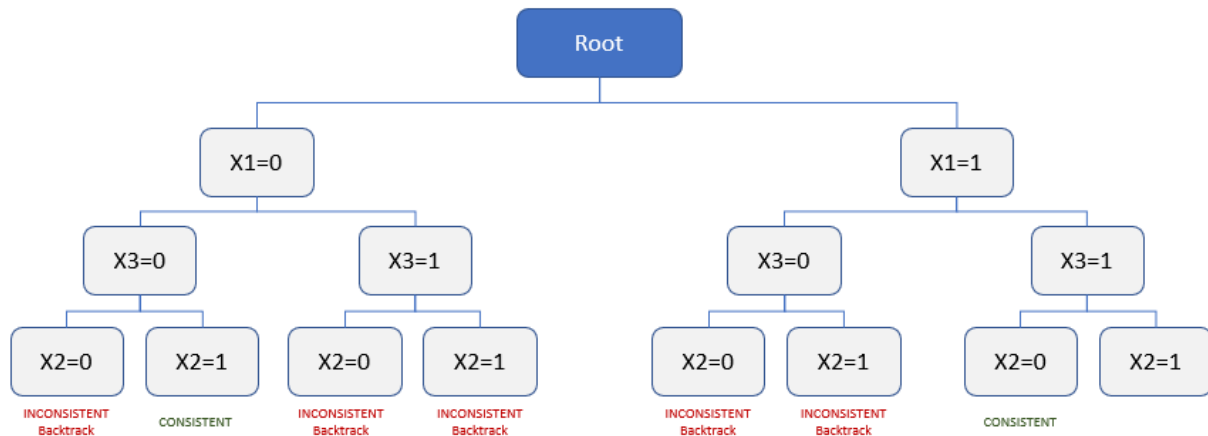 Root
X1=0
X1=1
X3=0
X3=1
X3=0
X3=1
X2=0
X2=1
X2=0
X2=1
X2=0
X2=1
X2=0
X2=1
INCONSISTENT
Backtrack
CONSISTENT
INCONSISTENT
Backtrack
INCONSISTENT
Backtrack
INCONSISTENT
Backtrack
INCONSISTENT
Backtrack
CONSISTENT